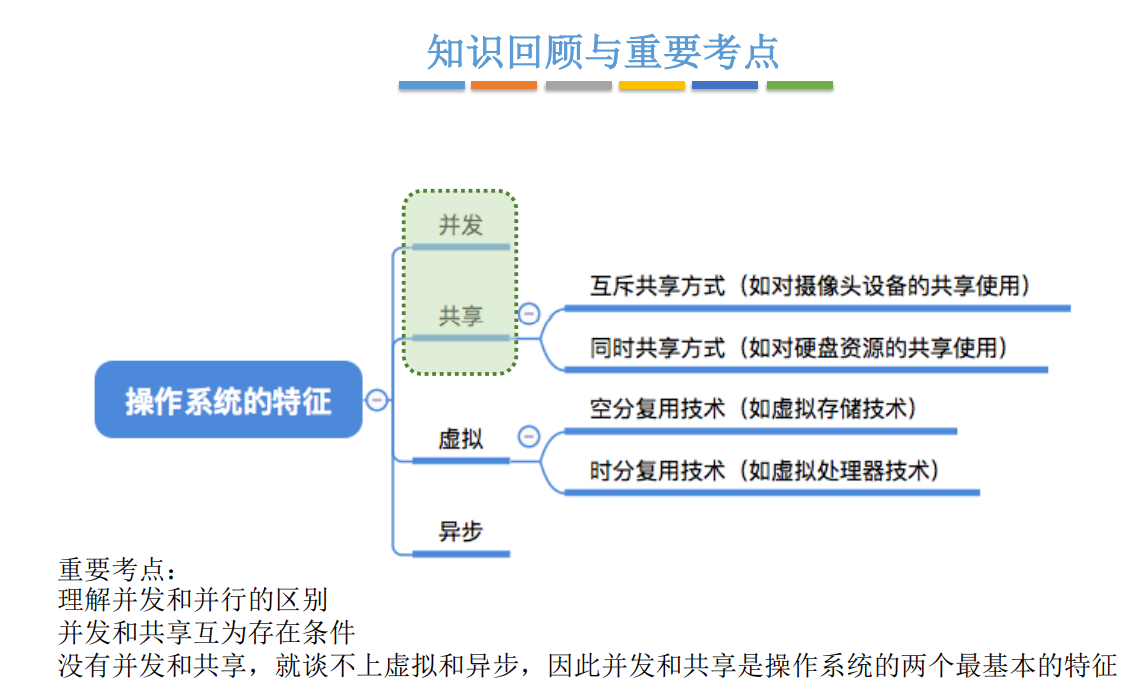 知识回顾与重要考点
并发
共享
互斥共享方式（如对摄像头设备的共享使用）
同时共享方式（如对硬盘资源的共享使用）
操作系统的特征
虚拟
空分复用技术（如虚拟存储技术）
时分复用技术（如虚拟处理器技术）
异步
重要考点：
理解并发和并行的区别
并发和共享互为存在条件
没有并发和共享，就谈不上虚拟和异步，因此并发和共享是操作系统的两个最基本的特征